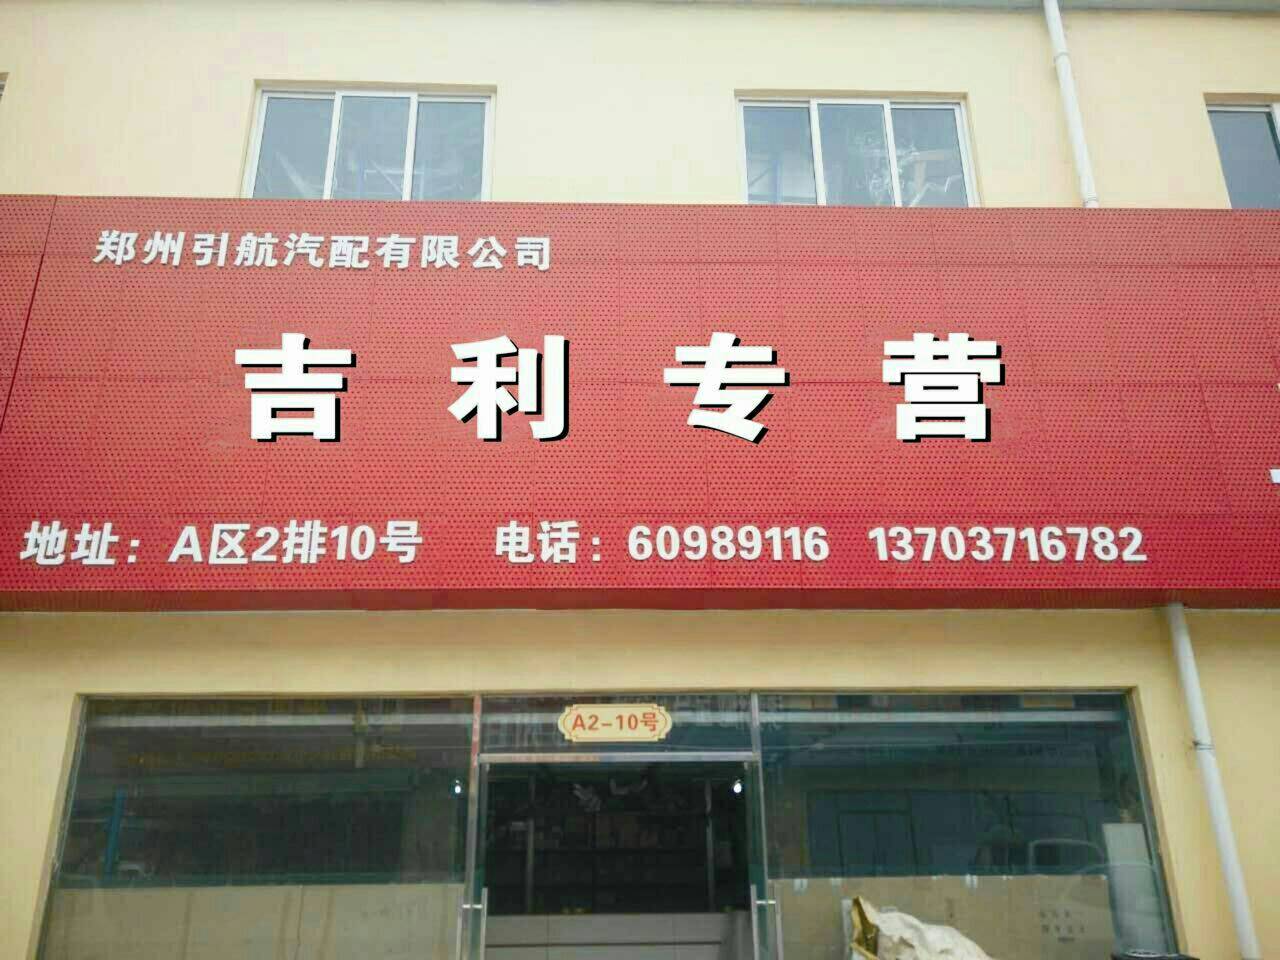 郑州引航汽配有限公司
吉利专营
地址：A区2排10号 电话：60989116 13703716782
A2-10号